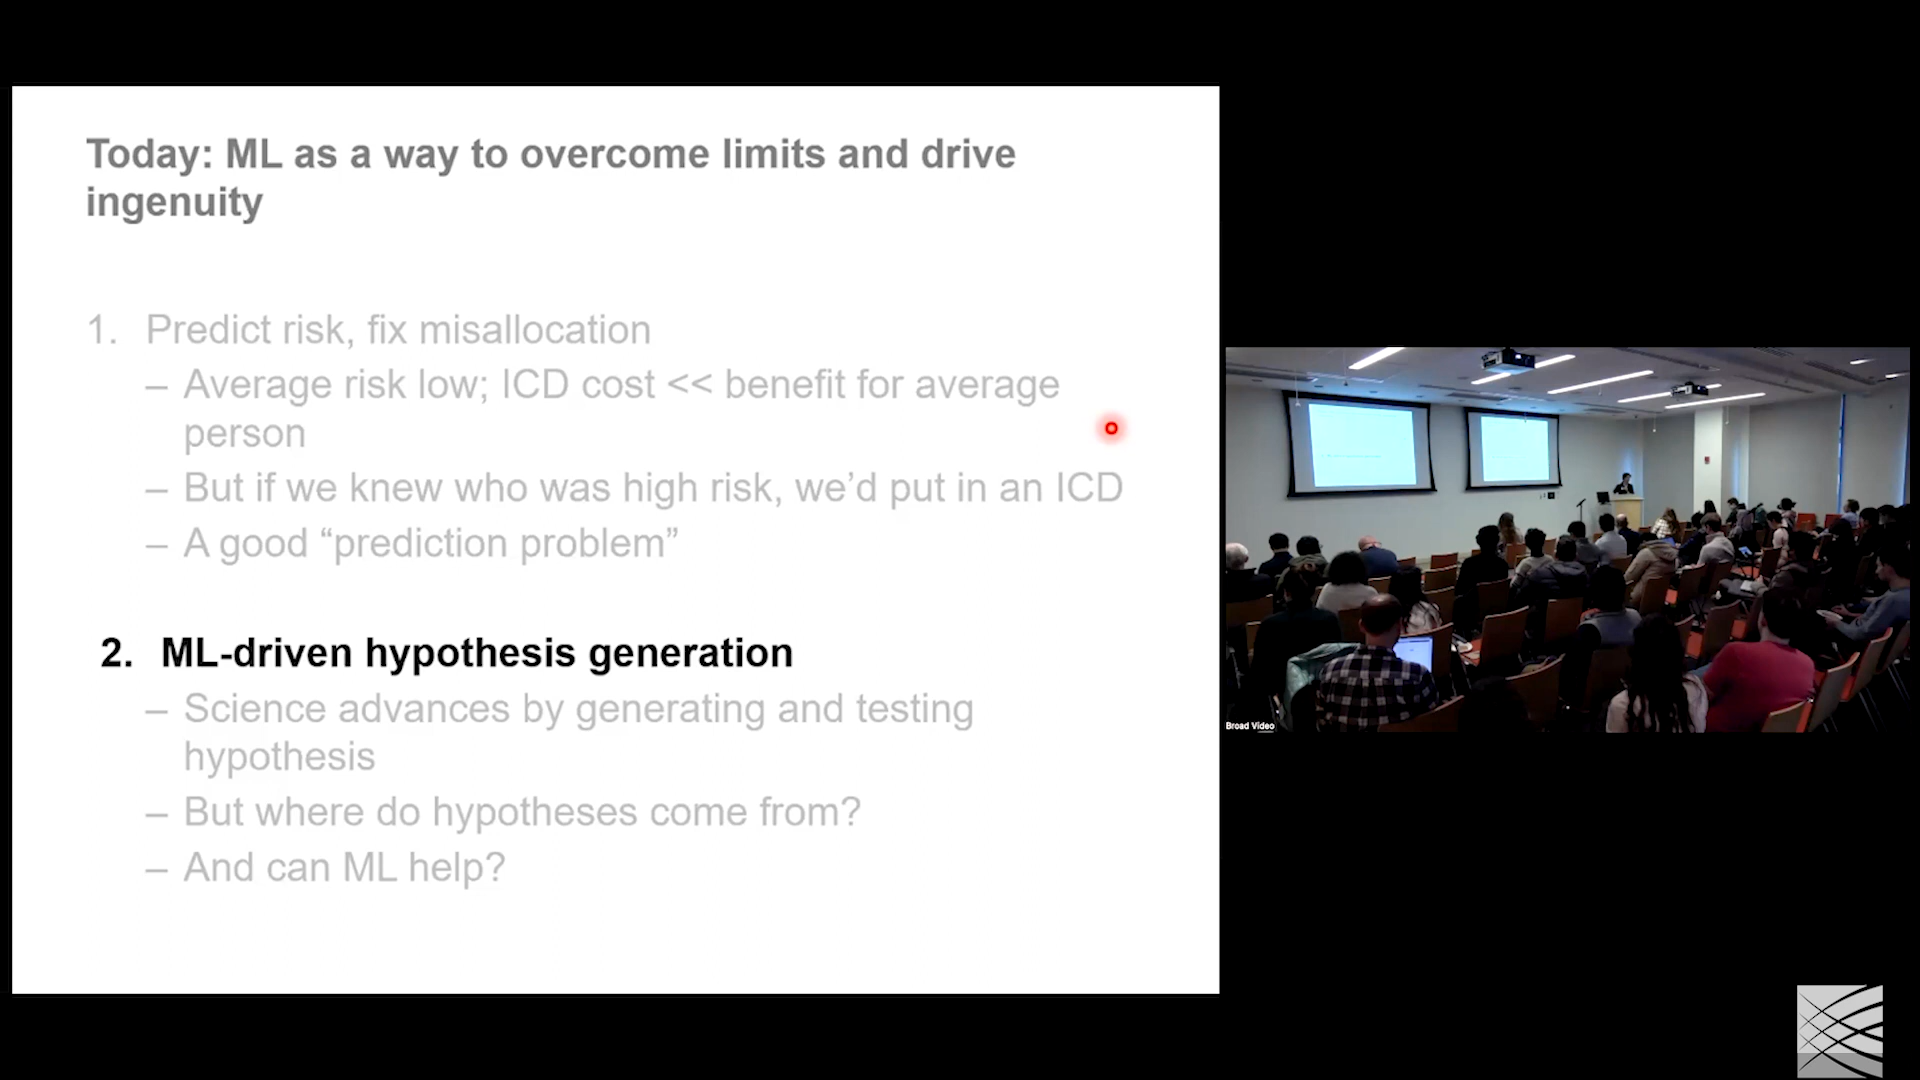 Today: ML as a way to overcome limits and drive
ingenuity
1. Predict risk, fix misallocation
– Average risk low; ICD cost << benefit for average
person
– But if we knew who was high risk, we’d put in an ICD
– A good “prediction problem”
2. ML-driven hypothesis generation
– Science advances by generating and testing
hypothesis
– But where do hypotheses come from?
– And can ML help?
Broad Video